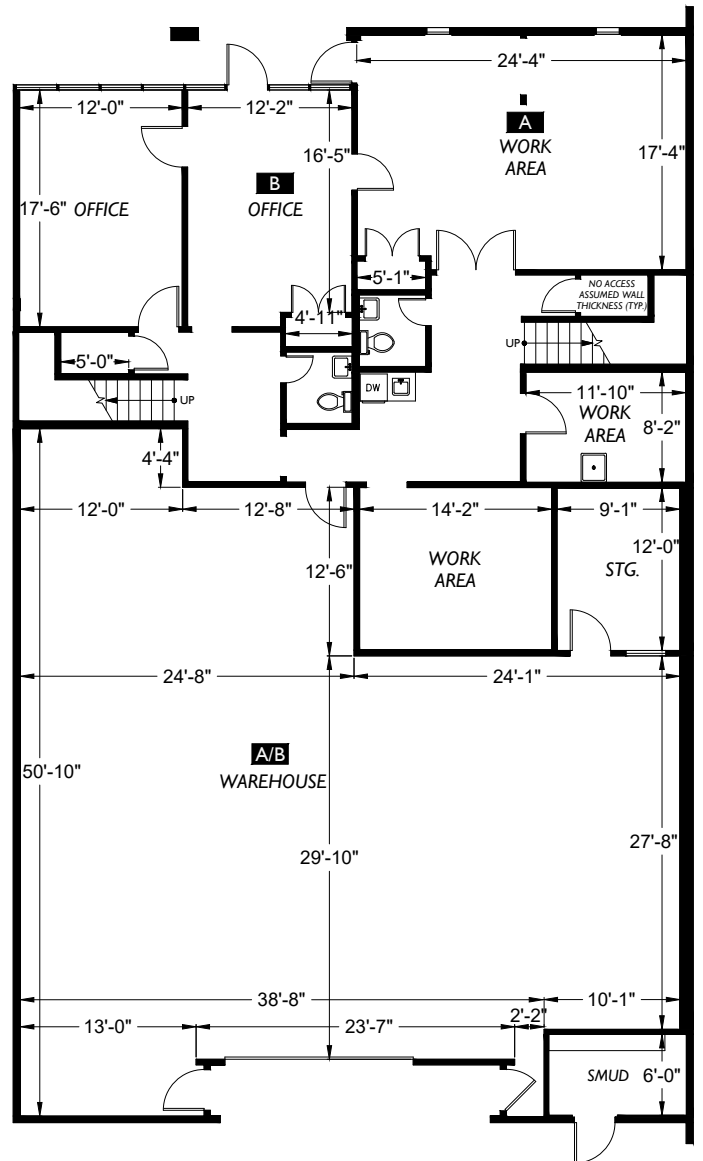 24'-4"
12'-0"
12'-2"
A
WORK
AREA
16'-5"
17'-4"
B
OFFICE
17'-6"
OFFICE
5'-1"
NO ACCESS
ASSUMED WALL
THICKNESS (TYP.)
4'-11"
UP
5'-0"
DW
11'-10"
WORK
AREA
8'-2"
UP
4'-4"
12'-0"
12'-8"
14'-2"
9'-1"
12'-0"
WORK
AREA
STG.
12'-6"
24'-8"
24'-1"
A/B
WAREHOUSE
50'-10"
29'-10"
27'-8"
38'-8"
10'-1"
13'-0"
23'-7"
2'-2"
SMUD
6'-0"